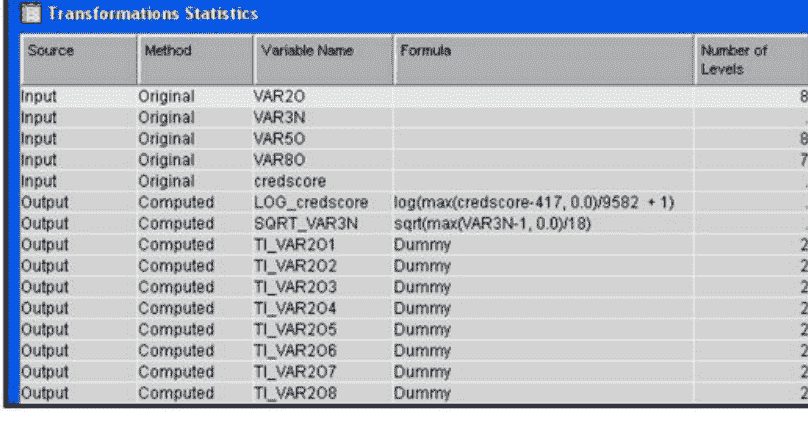 Transformations Statistics
Source Method Variable Name Formula Number of Levels
Input Original VAR2O 8
Input Original VAR3N .
Input Original VAR5O 8
Input Original VAR8O 7
Input Original credscore .
Output Computed LOG_credscore log(max(credscore-417, 0.0)/9582 + 1) .
Output Computed SQRT_VAR3N sqrt(max(VAR3N-1, 0.0)/18) .
Output Computed TI_VAR2O1 Dummy 2
Output Computed TI_VAR2O2 Dummy 2
Output Computed TI_VAR2O3 Dummy 2
Output Computed TI_VAR2O4 Dummy 2
Output Computed TI_VAR2O5 Dummy 2
Output Computed TI_VAR2O6 Dummy 2
Output Computed TI_VAR2O7 Dummy 2
Output Computed TI_VAR2O8 Dummy 2